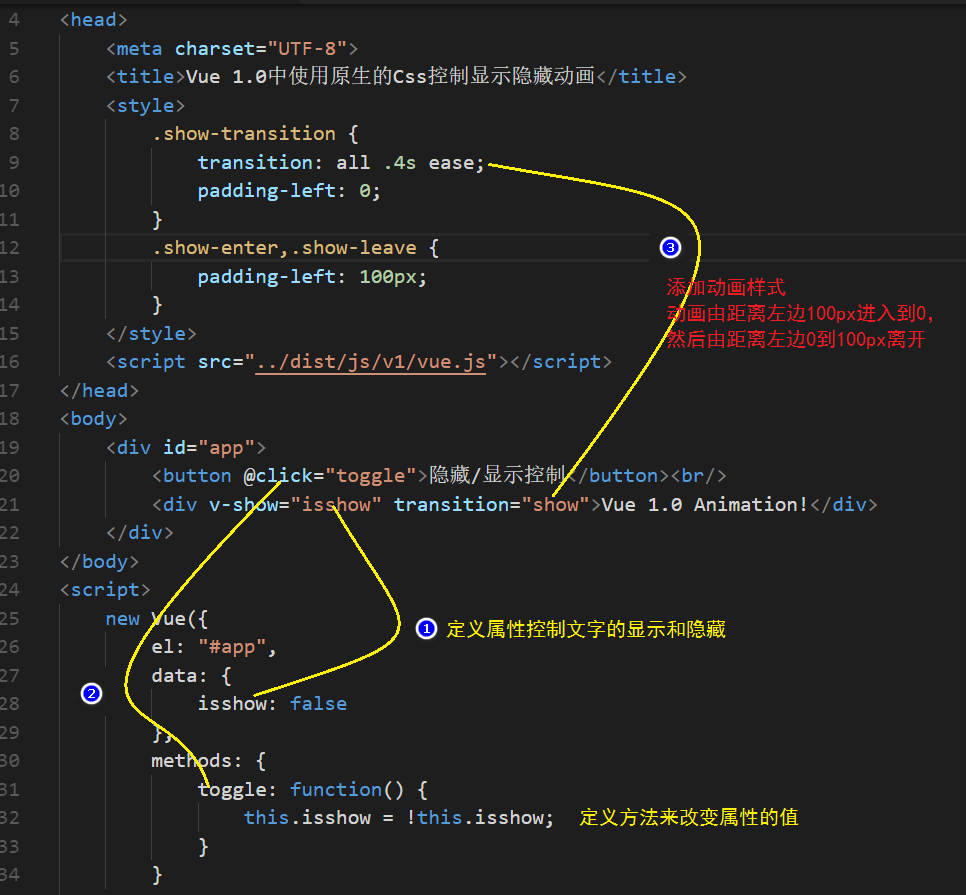 4 <head>
5 <meta charset="UTF-8">
6 <title>Vue 1.0中使用原生的Css控制显示隐藏动画</title>
7 <style>
8 .show-transition {
9 transition: all .4s ease;
10 padding-left: 0;
11 }
12 .show-enter,.show-leave {
③
13 padding-left: 100px;
添加动画样式
14 }
动画由距离左边100px进入到0,
15 </style>
然后由距离左边0到100px离开
16 <script src="../dist/js/v1/vue.js"></script>
17 </head>
18 <body>
19 <div id="app">
20 <button @click="toggle">隐藏/显示控制</button><br/>
21 <div v-show="isshow" transition="show">Vue 1.0 Animation!</div>
22 </div>
23 </body>
24 <script>
25 new Vue({
① 定义属性控制文字的显示和隐藏
26 el: "#app",
27 data: {
②
28 isshow: false
29 },
30 methods: {
31 toggle: function() {
32 this.isshow = !this.isshow; 定义方法来改变属性的值
33 }
34 }